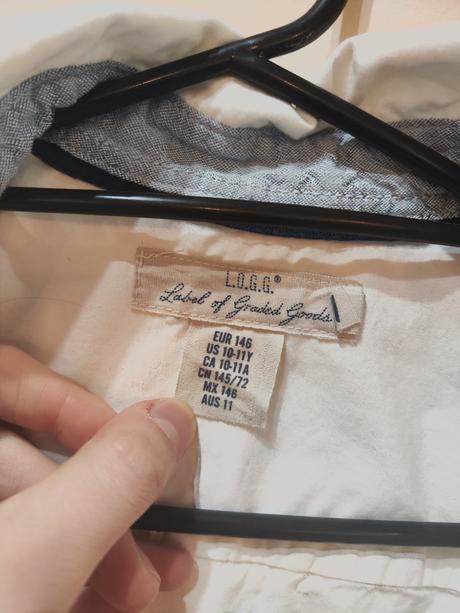 L.O.G.G.®
Label of Graded Goods
EUR 146
US 10-11Y
CA 10-11A
CN 145/72
MX 146
AUS 11